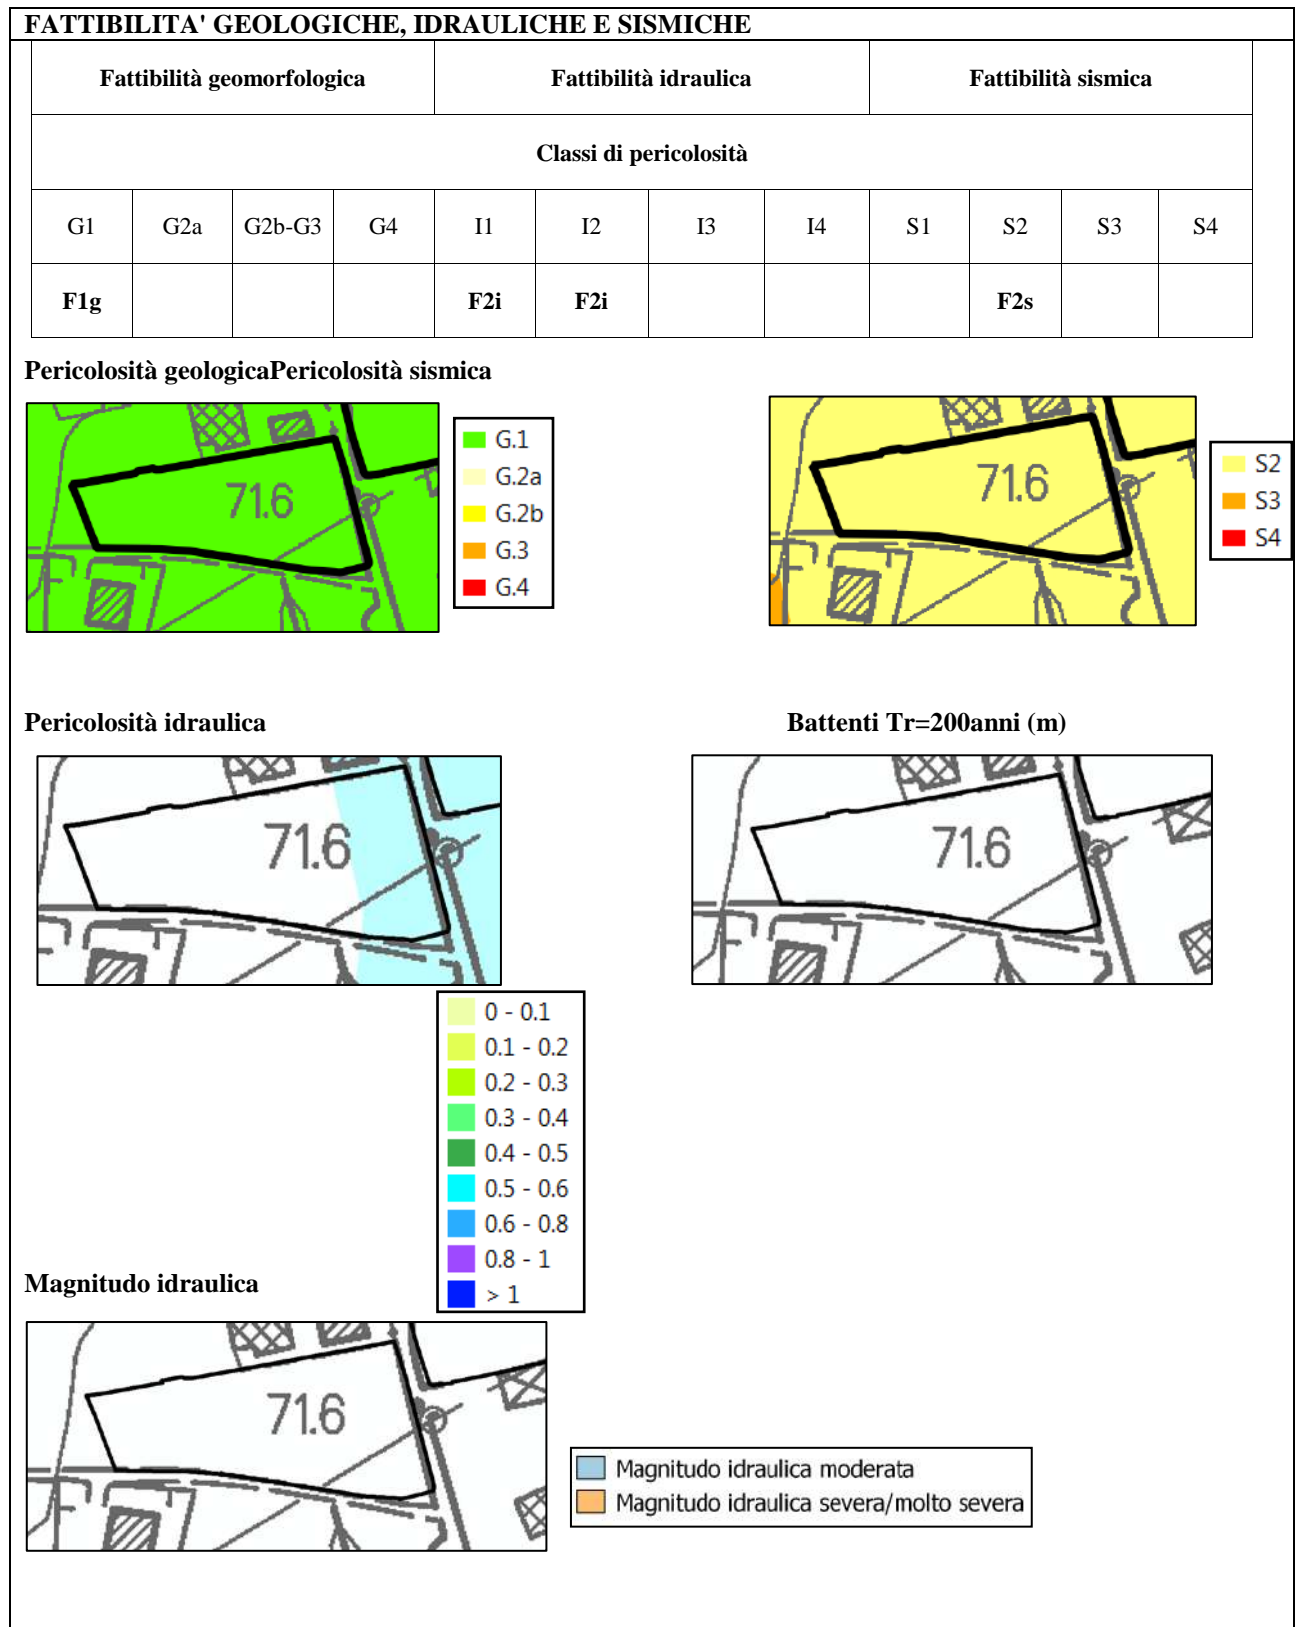 FATTIBILITA' GEOLOGICHE, IDRAULICHE E SISMICHE
Fattibilità geomorfologica Fattibilità idraulica Fattibilità sismica
Classi di pericolosità
G1 G2a G2b-G3 G4 I1 I2 I3 I4 S1 S2 S3 S4
F1g F2i F2i F2s
Pericolosità geologicaPericolosità sismica
71.6
G.1
G.2a
G.2b
G.3
G.4
71.6
S2
S3
S4
Pericolosità idraulica
Battenti Tr=200anni (m)
71.6
71.6
0 - 0.1
0.1 - 0.2
0.2 - 0.3
0.3 - 0.4
0.4 - 0.5
0.5 - 0.6
0.6 - 0.8
0.8 - 1
> 1
Magnitudo idraulica
71.6
Magnitudo idraulica moderata
Magnitudo idraulica severa/molto severa